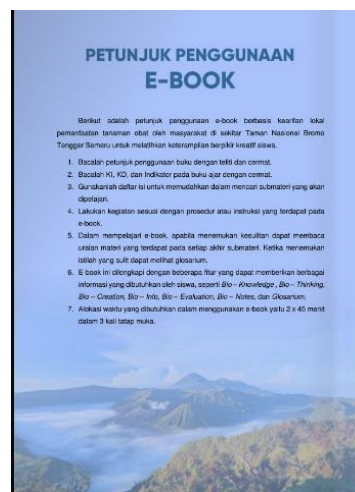 PETUNJUK PENGGUNAAN
E-BOOK
Berikut adalah petunjuk penggunaan e-book berbasis kearifan lokal
pemanfaatan tanaman obat oleh masyarakat di sekitar Taman Nasional Bromo
Tengger Semeru untuk melatihkan keterampilan berpikir kreatif siswa.
1. Bacalah petunjuk penggunaan buku dengan teliti dan cermat.
2. Bacalah KI, KD, dan Indikator pada buku ajar dengan cermat.
3. Gunakanlah daftar isi untuk memudahkan dalam mencari submateri yang akan
dipelajari.
4. Lakukan kegiatan sesuai dengan prosedur atau instruksi yang terdapat pada
e-book.
5. Dalam mempelajari e-book, apabila menemukan kesulitan dapat membaca
uraian materi yang terdapat pada setiap akhir submateri. Ketika menemukan
istilah yang sulit dapat melihat glosarium.
6. E-book ini dilengkapi dengan beberapa fitur yang dapat memberikan berbagai
informasi yang dibutuhkan oleh siswa, seperti Bio – Knowledge , Bio – Thinking,
Bio – Creation, Bio – Info, Bio – Evaluation, Bio – Notes, dan Glosarium.
7. Alokasi waktu yang dibutuhkan dalam menggunakan e-book yaitu 2 x 45 menit
dalam 3 kali tatap muka.